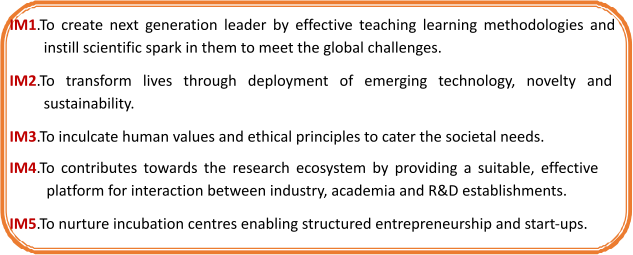 IM1.To create next generation leader by effective teaching learning methodologies and
instill scientific spark in them to meet the global challenges.
IM2.To transform lives through deployment of emerging technology, novelty and
sustainability.
IM3.To inculcate human values and ethical principles to cater the societal needs.
IM4.To contributes towards the research ecosystem by providing a suitable, effective
platform for interaction between industry, academia and R&D establishments.
IM5.To nurture incubation centres enabling structured entrepreneurship and start-ups.